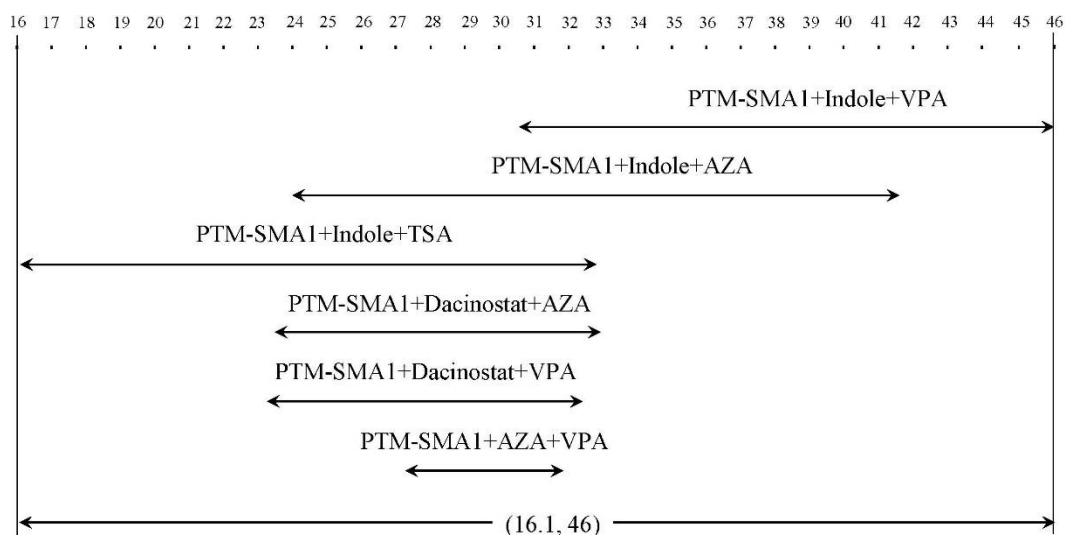 16 17 18 19 20 21 22 23 24 25 26 27 28 29 30 31 32 33 34 35 36 37 38 39 40 41 42 43 44 45 46
PTM-SMA1+Indole+VPA
PTM-SMA1+Indole+AZA
PTM-SMA1+Indole+TSA
PTM-SMA1+Dacinostat+AZA
PTM-SMA1+Dacinostat+VPA
PTM-SMA1+AZA+VPA
(16.1, 46)